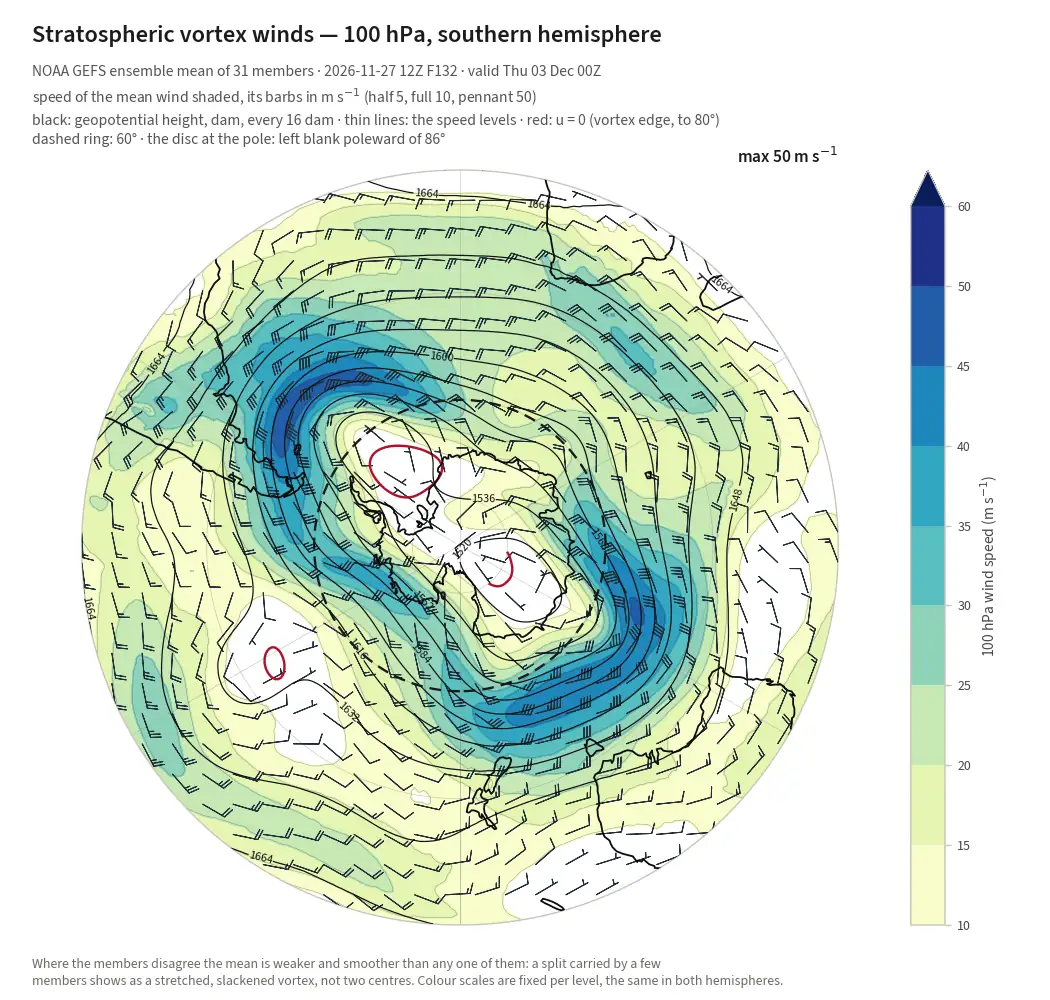 Stratospheric vortex winds — 100 hPa, southern hemisphere
NOAA GEFS ensemble mean of 31 members · 2026-11-27 12Z F132 · valid Thu 03 Dec 00Z
speed of the mean wind shaded, its barbs in m s⁻¹ (half 5, full 10, pennant 50)
black: geopotential height, dam, every 16 dam · thin lines: the speed levels · red: u = 0 (vortex edge, to 80°)
dashed ring: 60° · the disc at the pole: left blank poleward of 86°
max 50 m s⁻¹
1664
1664
1664
1664
1600
1536
1648
1520
1664
1616
1584
1632
1664
60
50
45
40
35
30
25
20
15
10
100 hPa wind speed (m s⁻¹)
Where the members disagree the mean is weaker and smoother than any one of them: a split carried by a few
members shows as a stretched, slackened vortex, not two centres. Colour scales are fixed per level, the same in both hemispheres.